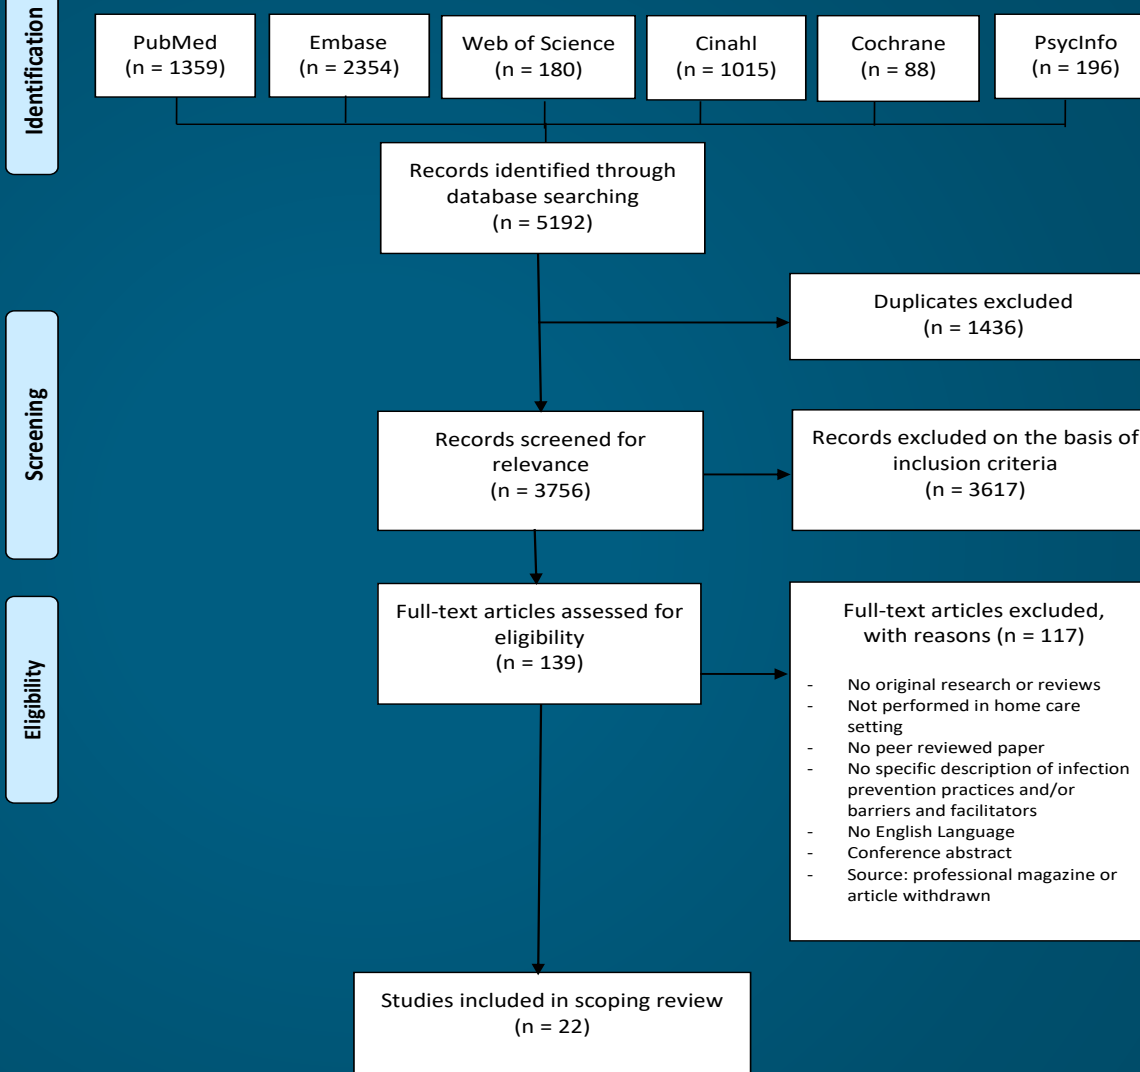 Identification
PubMed
(n = 1359)
Embase
(n = 2354)
Web of Science
(n = 180)
Cinahl
(n = 1015)
Cochrane
(n = 88)
PsycInfo
(n = 196)
Records identified through
database searching
(n = 5192)
Duplicates excluded
(n = 1436)
Screening
Records screened for
relevance
(n = 3756)
Records excluded on the basis of
inclusion criteria
(n = 3617)
Eligibility
Full-text articles assessed for
eligibility
(n = 139)
Full-text articles excluded,
with reasons (n = 117)
- No original research or reviews
- Not performed in home care
setting
- No peer reviewed paper
- No specific description of infection
prevention practices and/or
barriers and facilitators
- No English Language
- Conference abstract
- Source: professional magazine or
article withdrawn
Studies included in scoping review
(n = 22)